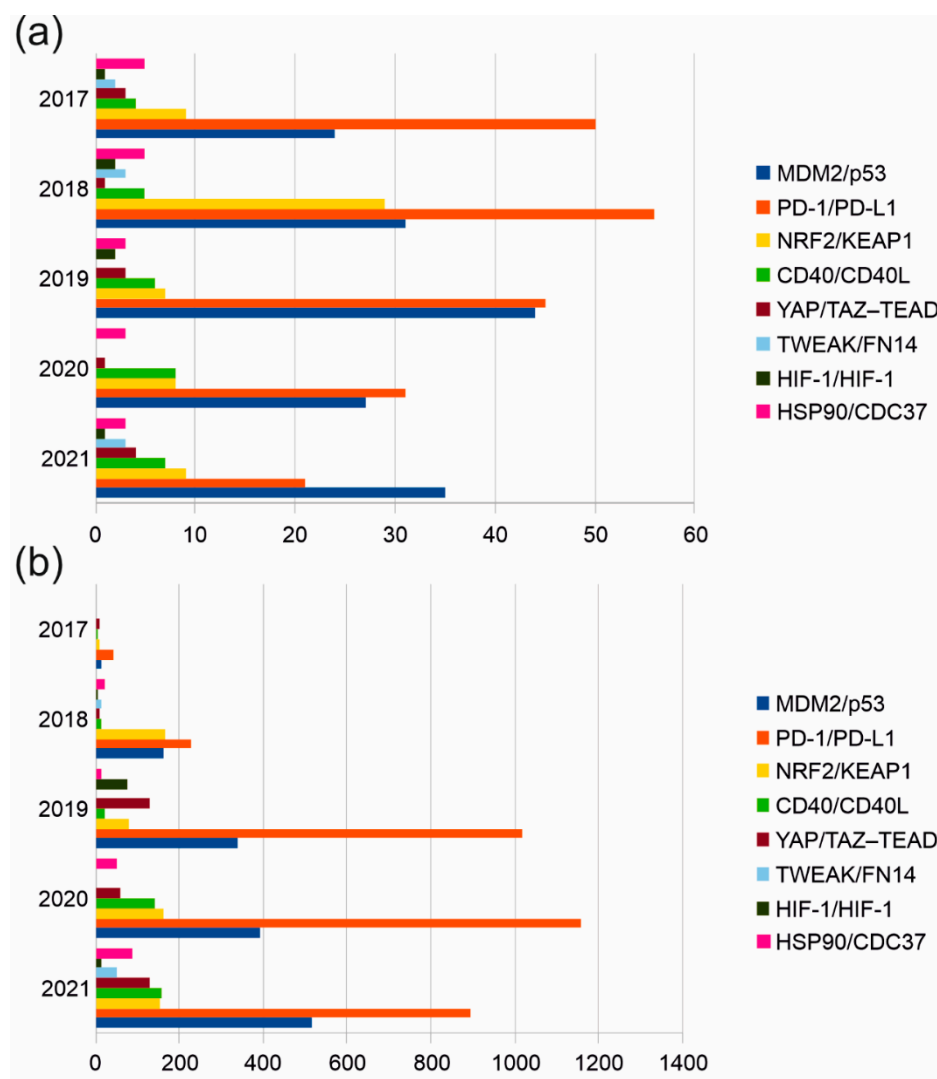 (a)
2017
2018
2019
2020
2021
0 10 20 30 40 50 60
MDM2/p53
PD-1/PD-L1
NRF2/KEAP1
CD40/CD40L
YAP/TAZ–TEAD
TWEAK/FN14
HIF-1/HIF-1
HSP90/CDC37
(b)
2017
2018
2019
2020
2021
0 200 400 600 800 1000 1200 1400
MDM2/p53
PD-1/PD-L1
NRF2/KEAP1
CD40/CD40L
YAP/TAZ–TEAD
TWEAK/FN14
HIF-1/HIF-1
HSP90/CDC37